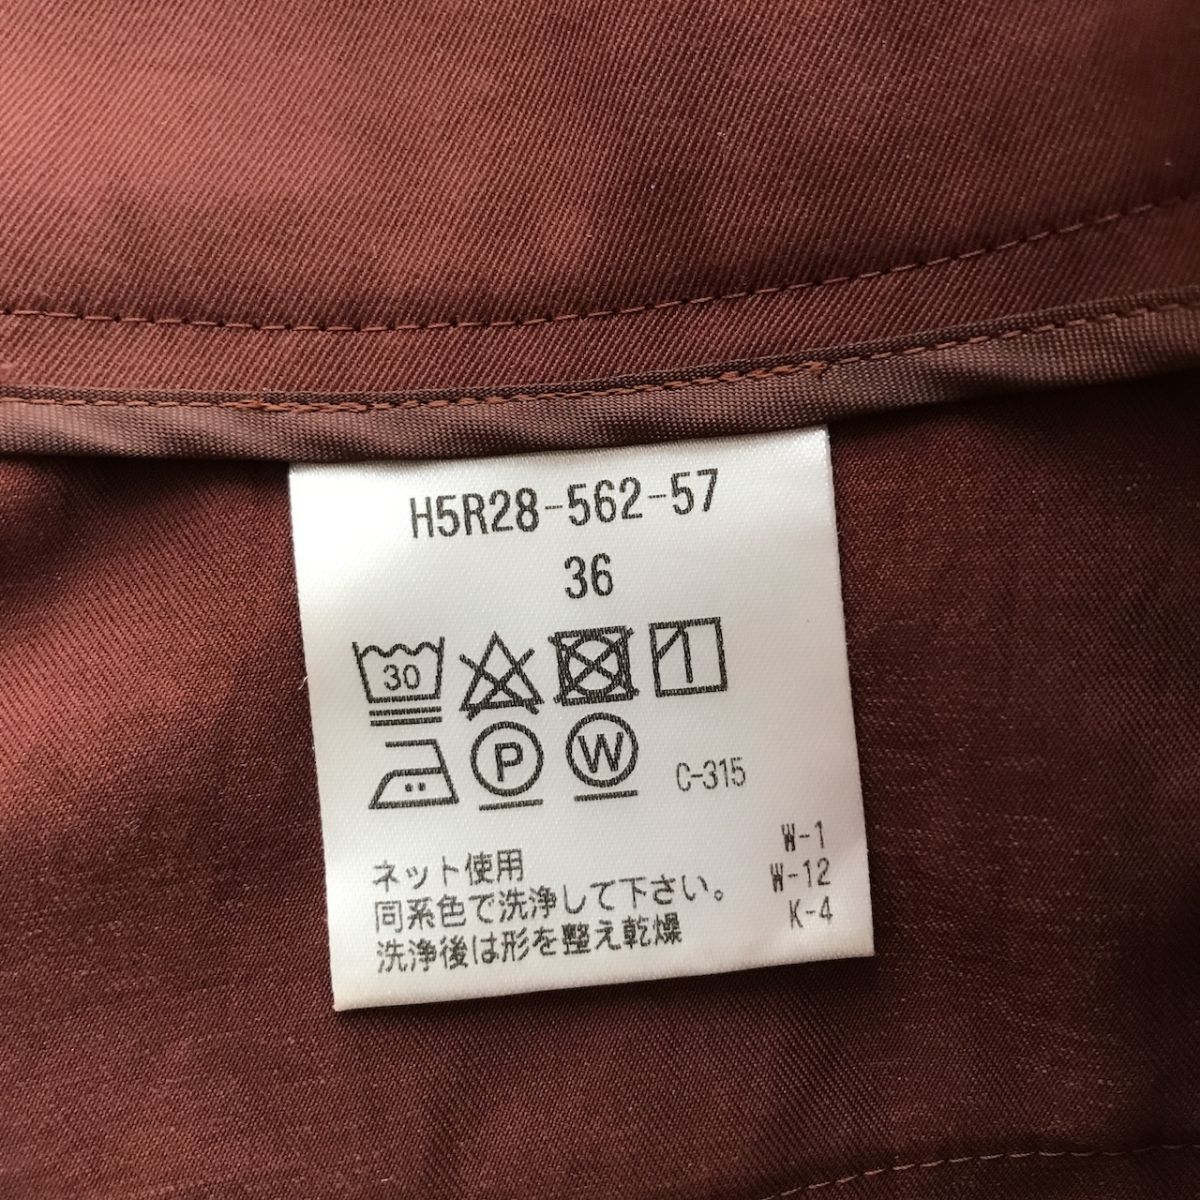 H5R28-562-57
36
30
P W C-315
W-1
W-12
K-4
ネット使用
同系色で洗浄して下さい。
洗浄後は形を整え乾燥